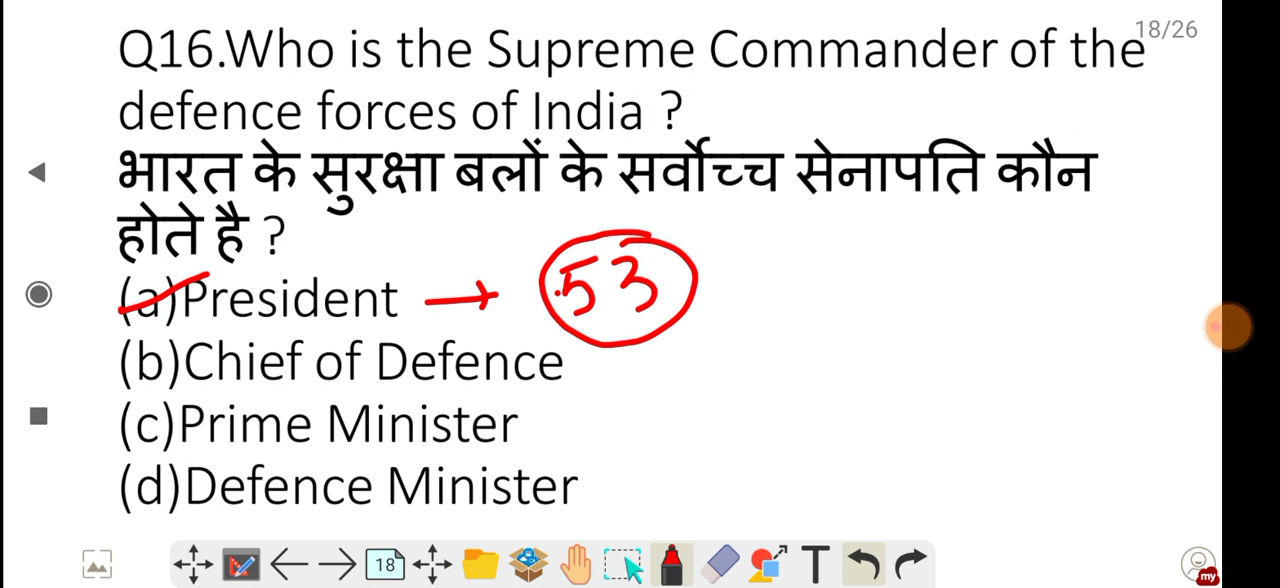 18/26
Q16.Who is the Supreme Commander of the
defence forces of India ?
भारत के सुरक्षा बलों के सर्वोच्च सेनापति कौन
होते है ?
(a)President → 53
(b)Chief of Defence
(c)Prime Minister
(d)Defence Minister
18
T
my